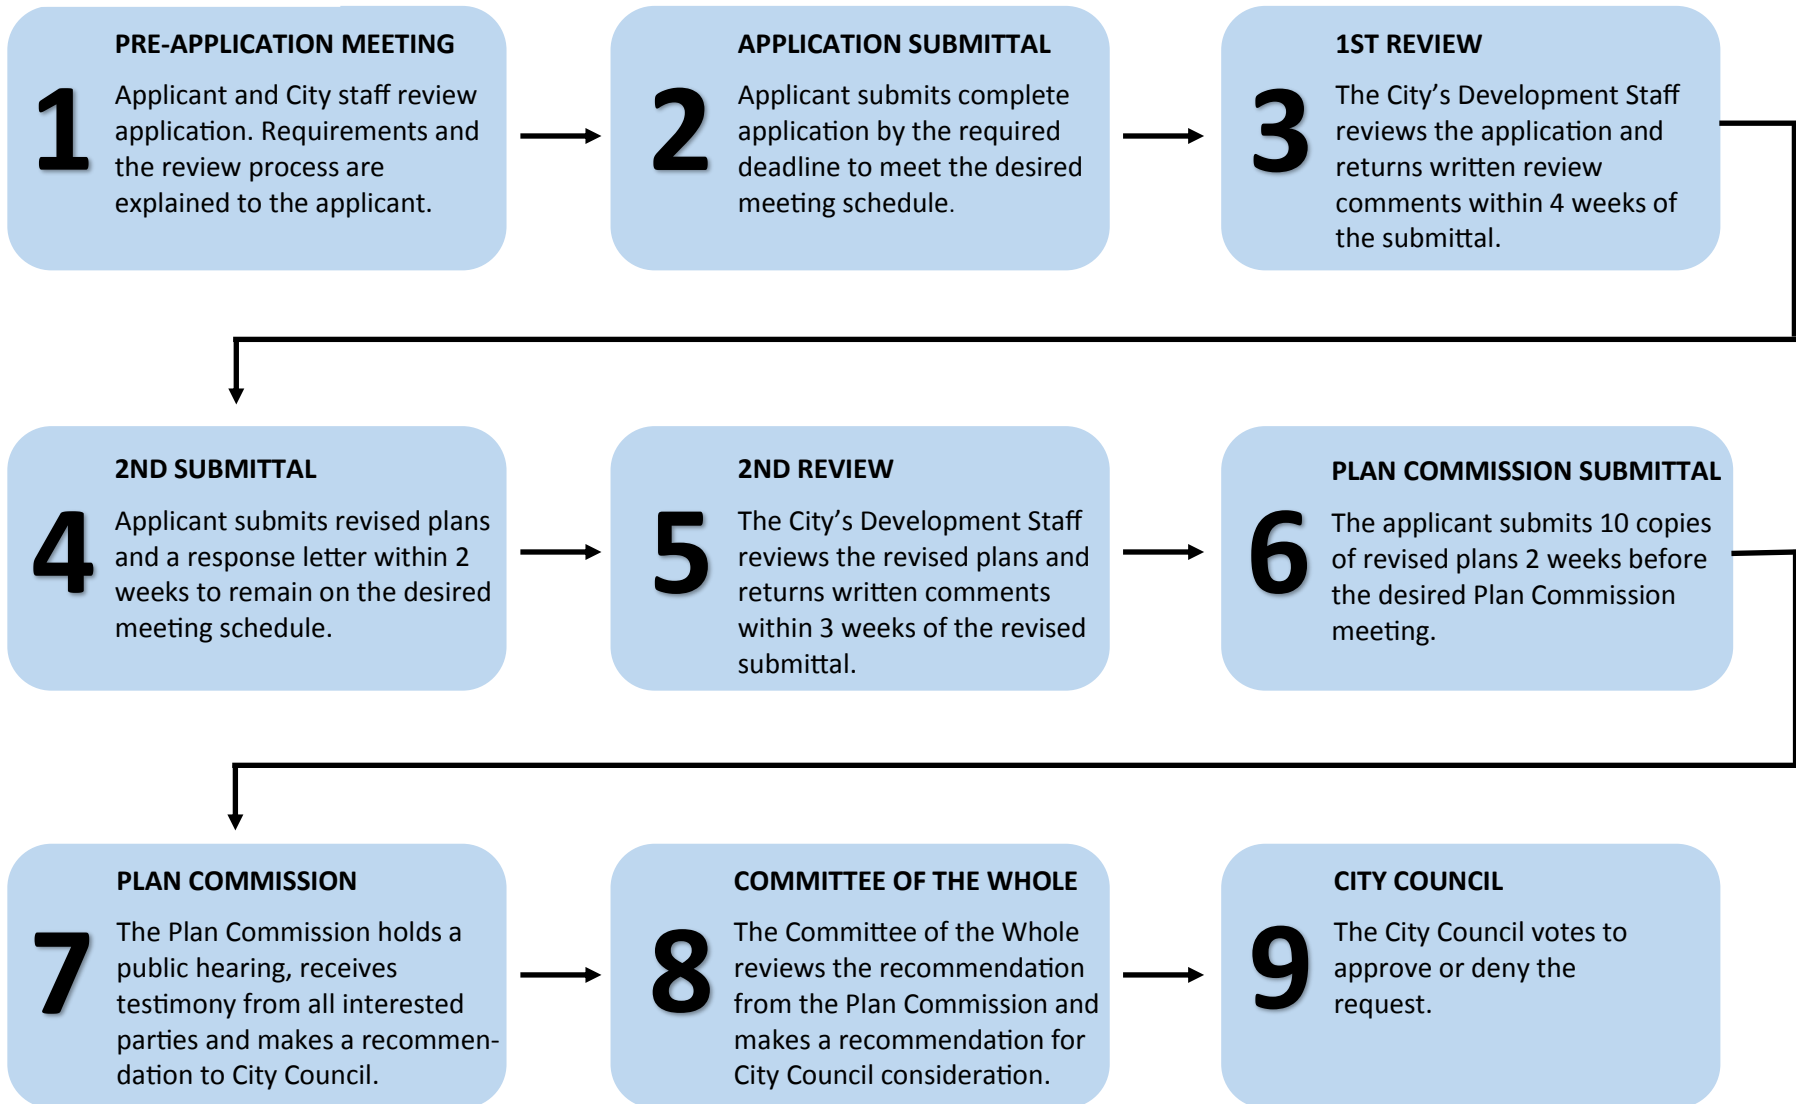 PRE-APPLICATION MEETING
1
Applicant and City staff review
application. Requirements and
the review process are
explained to the applicant.
APPLICATION SUBMITTAL
2
Applicant submits complete
application by the required
deadline to meet the desired
meeting schedule.
1ST REVIEW
3
The City’s Development Staff
reviews the application and
returns written review
comments within 4 weeks of
the submittal.
2ND SUBMITTAL
4
Applicant submits revised plans
and a response letter within 2
weeks to remain on the desired
meeting schedule.
2ND REVIEW
5
The City’s Development Staff
reviews the revised plans and
returns written comments
within 3 weeks of the revised
submittal.
PLAN COMMISSION SUBMITTAL
6
The applicant submits 10 copies
of revised plans 2 weeks before
the desired Plan Commission
meeting.
PLAN COMMISSION
7
The Plan Commission holds a
public hearing, receives
testimony from all interested
parties and makes a recommen-
dation to City Council.
COMMITTEE OF THE WHOLE
8
The Committee of the Whole
reviews the recommendation
from the Plan Commission and
makes a recommendation for
City Council consideration.
CITY COUNCIL
9
The City Council votes to
approve or deny the
request.